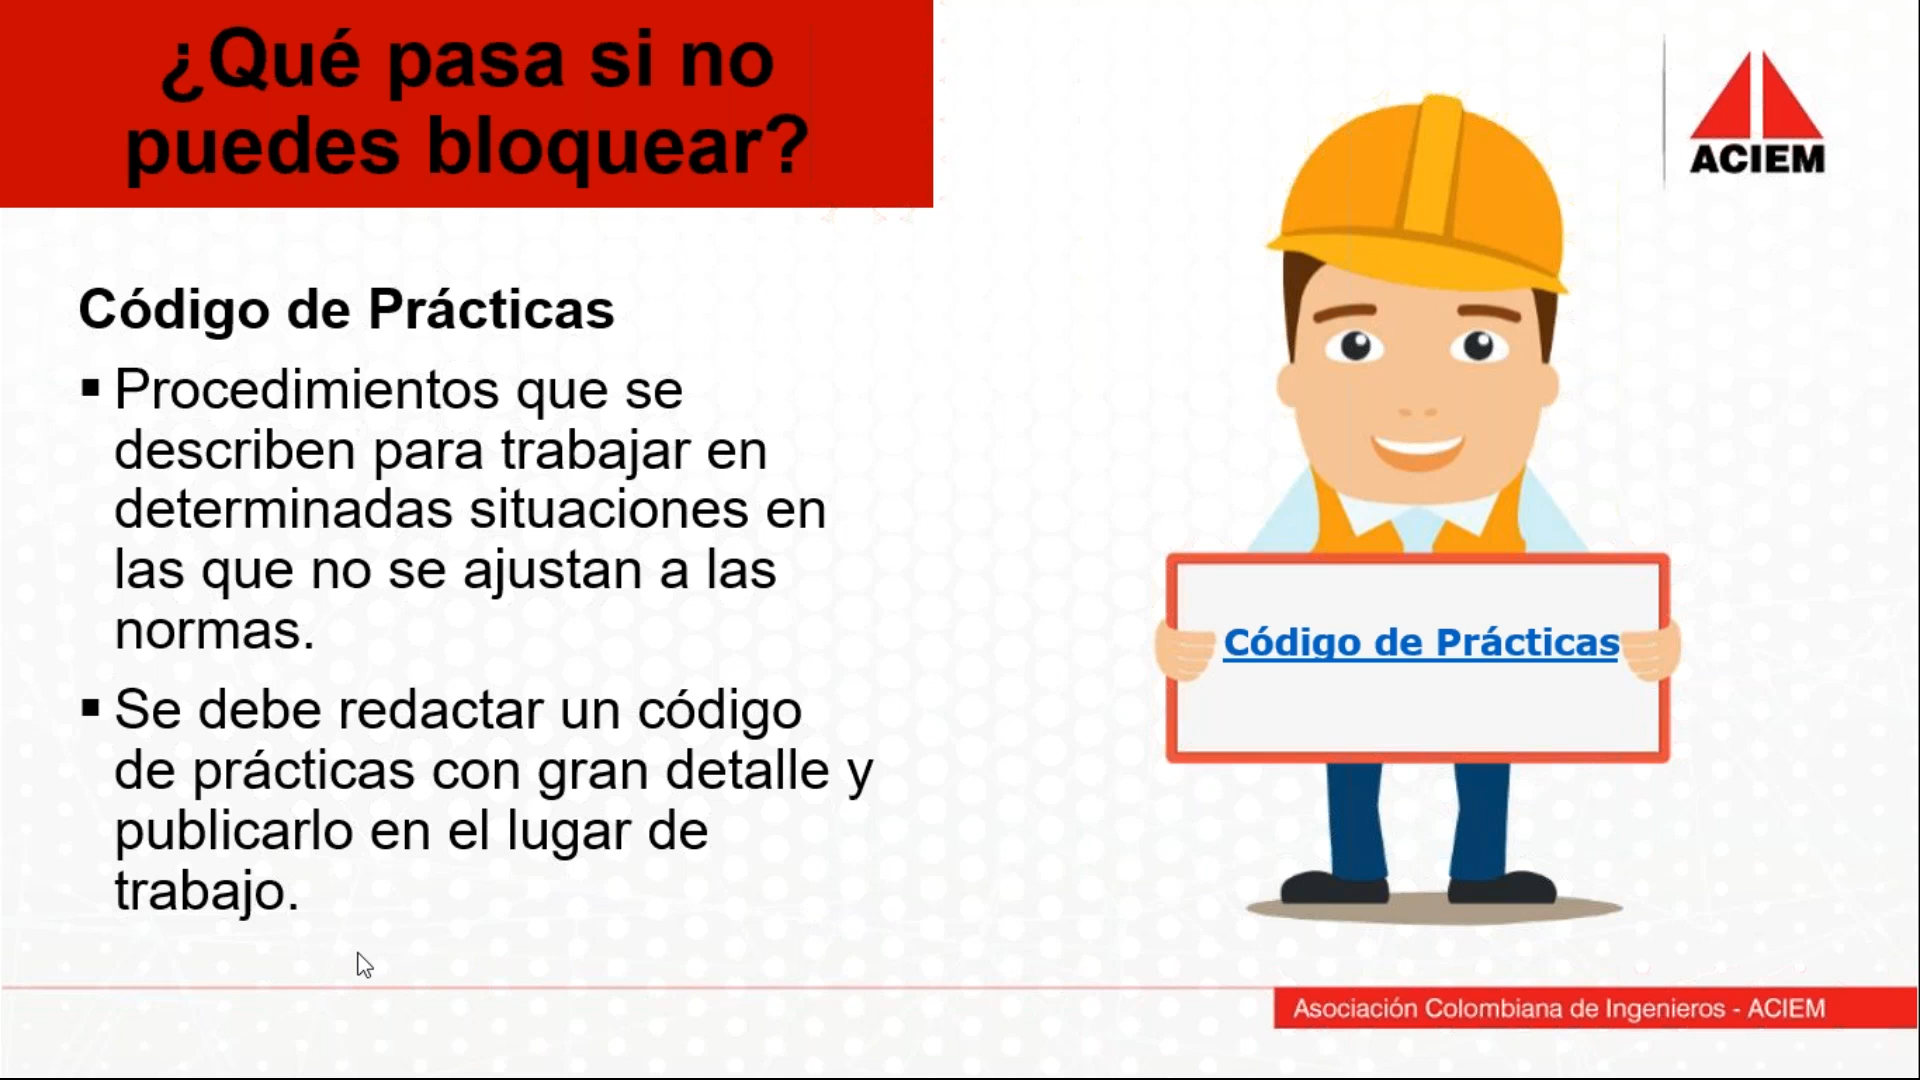 ¿Qué pasa si no
puedes bloquear?
ACIEM
Código de Prácticas
▪ Procedimientos que se
describen para trabajar en
determinadas situaciones en
las que no se ajustan a las
normas.
▪ Se debe redactar un código
de prácticas con gran detalle y
publicarlo en el lugar de
trabajo.
Código de Prácticas
Asociación Colombiana de Ingenieros - ACIEM